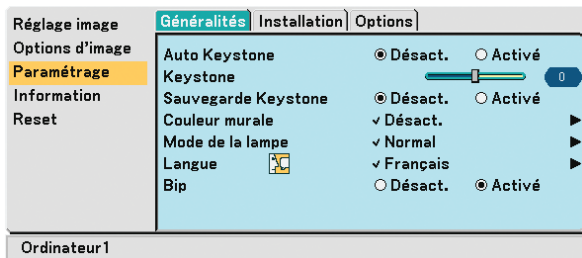 Réglage image
Options d'image
Paramétrage
Information
Reset
Généralités Installation Options
Auto Keystone Désact. Activé
Keystone 0
Sauvegarde Keystone Désact. Activé
Couleur murale Désact.
Mode de la lampe Normal
Langue Français
Bip Désact. Activé
Ordinateur1